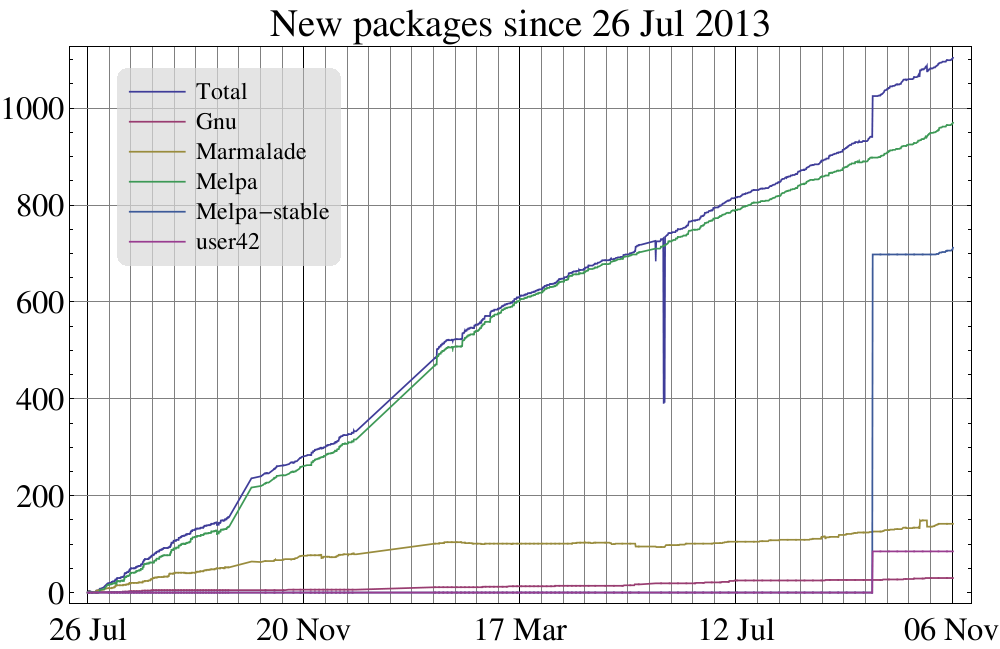 New packages since 26 Jul 2013
Total
Gnu
Marmalade
Melpa
Melpa−stable
user42
1000
800
600
400
200
0
26 Jul 20 Nov 17 Mar 12 Jul 06 Nov